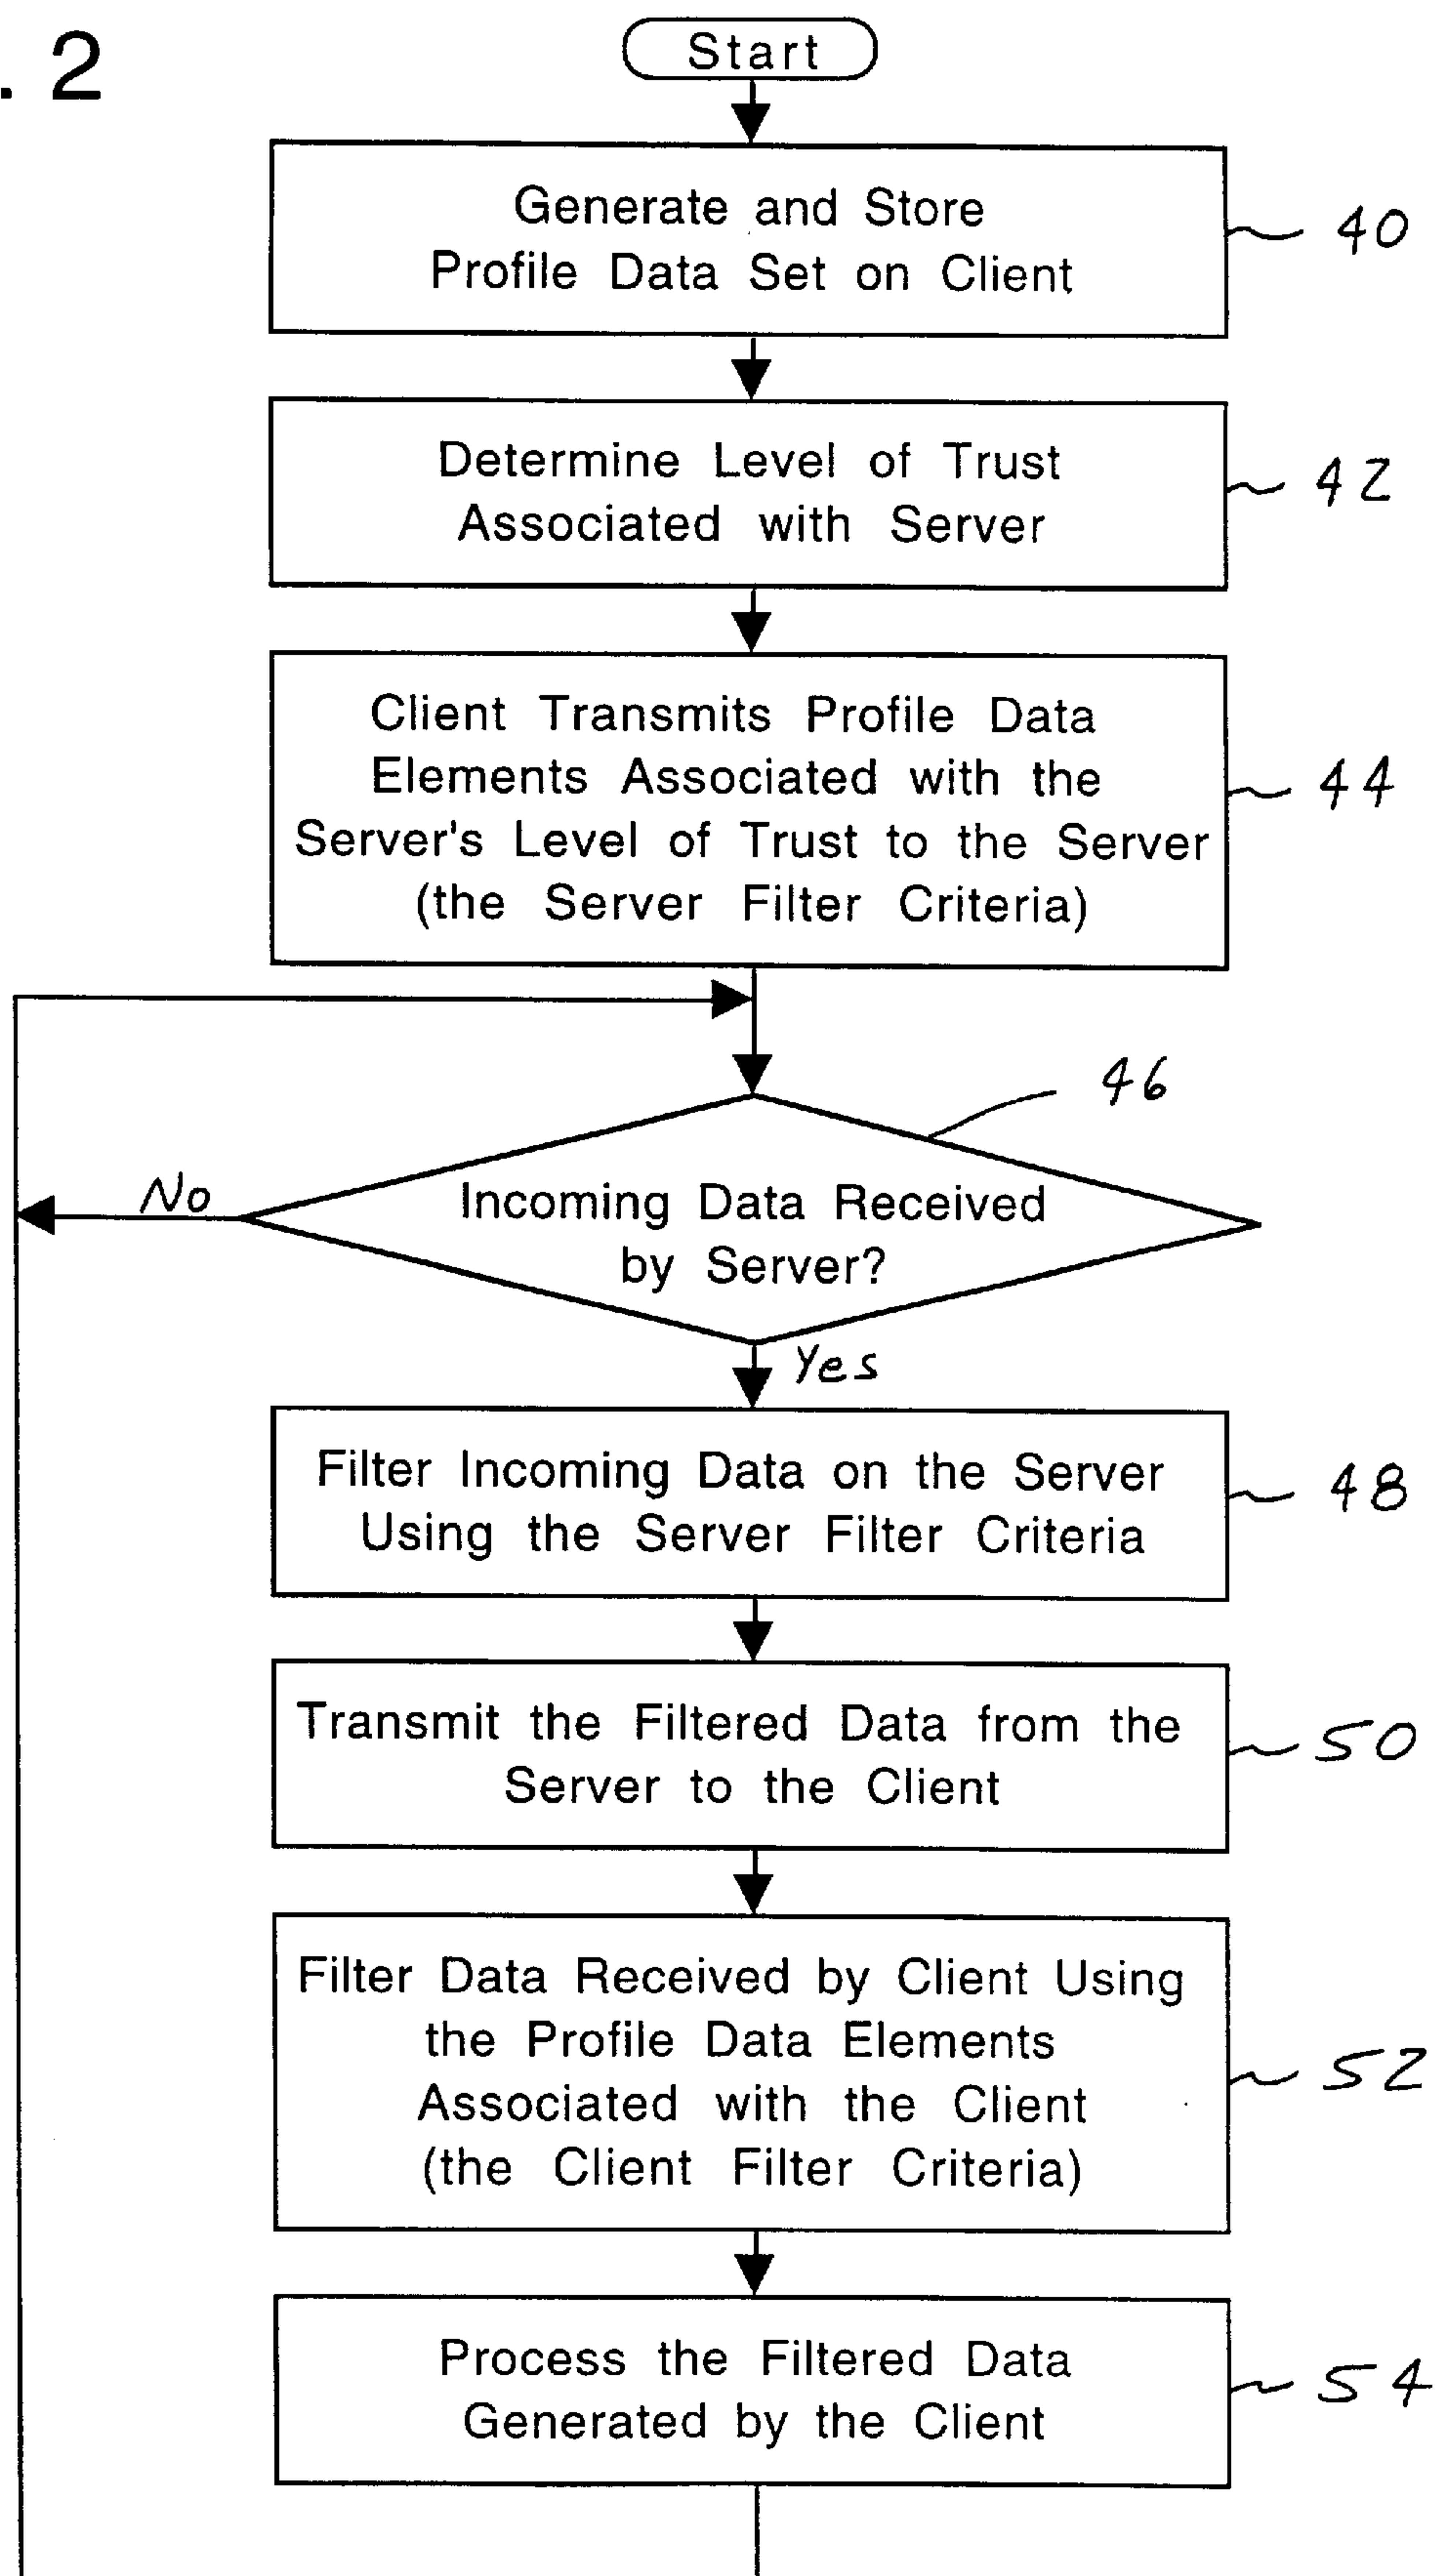 . 2
Start
Generate and Store
Profile Data Set on Client
40
Determine Level of Trust
Associated with Server
42
Client Transmits Profile Data
Elements Associated with the
Server's Level of Trust to the Server
(the Server Filter Criteria)
44
46
Incoming Data Received
by Server?
No
Yes
Filter Incoming Data on the Server
Using the Server Filter Criteria
48
Transmit the Filtered Data from the
Server to the Client
50
Filter Data Received by Client Using
the Profile Data Elements
Associated with the Client
(the Client Filter Criteria)
52
Process the Filtered Data
Generated by the Client
54